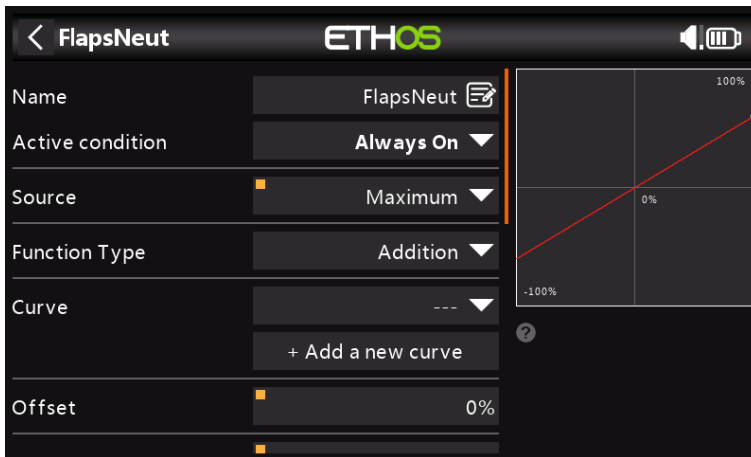 FlapsNeut
ETHOS
Name
FlapsNeut
Active condition
Always On
Source
Maximum
Function Type
Addition
Curve
---
+ Add a new curve
Offset
0%
100%
0%
-100%
?